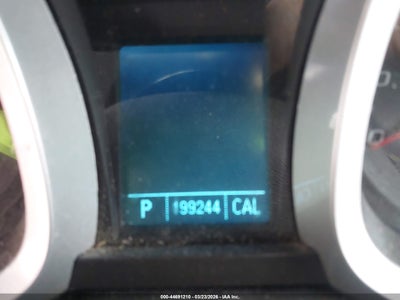 P 199244 CAL
000-44691210 - 03/23/2026 - © IAA, Inc.